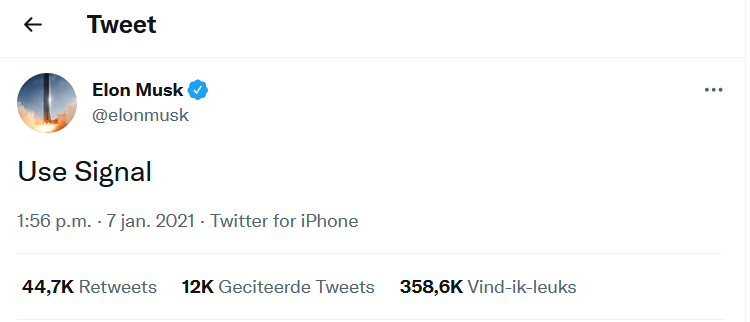 Tweet
Elon Musk
@elonmusk
Use Signal
1:56 p.m. · 7 jan. 2021 · Twitter for iPhone
44,7K Retweets 12K Geciteerde Tweets 358,6K Vind-ik-leuks